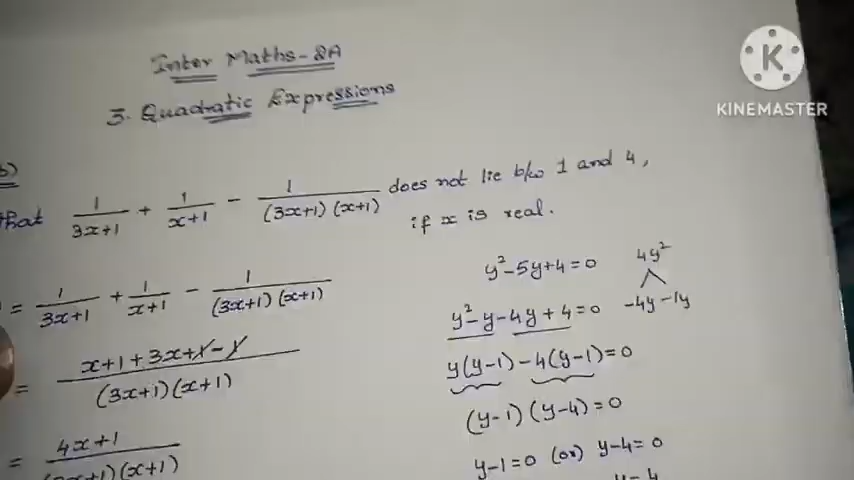 Inter Maths-2A
3. Quadratic Expressions
b)
that 1/(3x+1) + 1/(x+1) - 1/((3x+1)(x+1)) does not lie b/w 1 and 4,
if x is real.
= 1/(3x+1) + 1/(x+1) - 1/((3x+1)(x+1))
= (x+1+3x+1-1)/((3x+1)(x+1))
= (4x+1)/((3x+1)(x+1))
y²-5y+4=0
4y²
-4y -1y
y²-y-4y+4=0
y(y-1)-4(y-1)=0
(y-1)(y-4)=0
y-1=0 (or) y-4=0
K
KINEMASTER